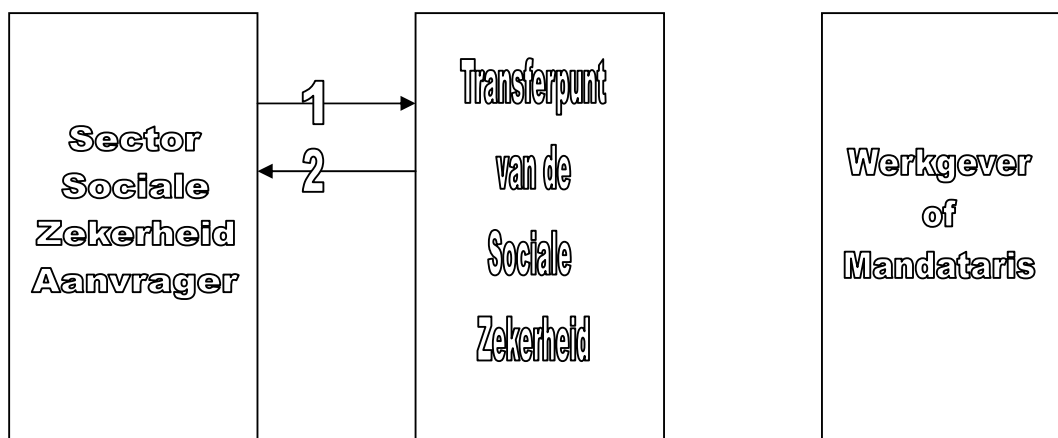 Sector
Sociale
Zekerheid
Aanvrager
1
2
Transferpunt
van de
Sociale
Zekerheid
Werkgever
of
Mandataris